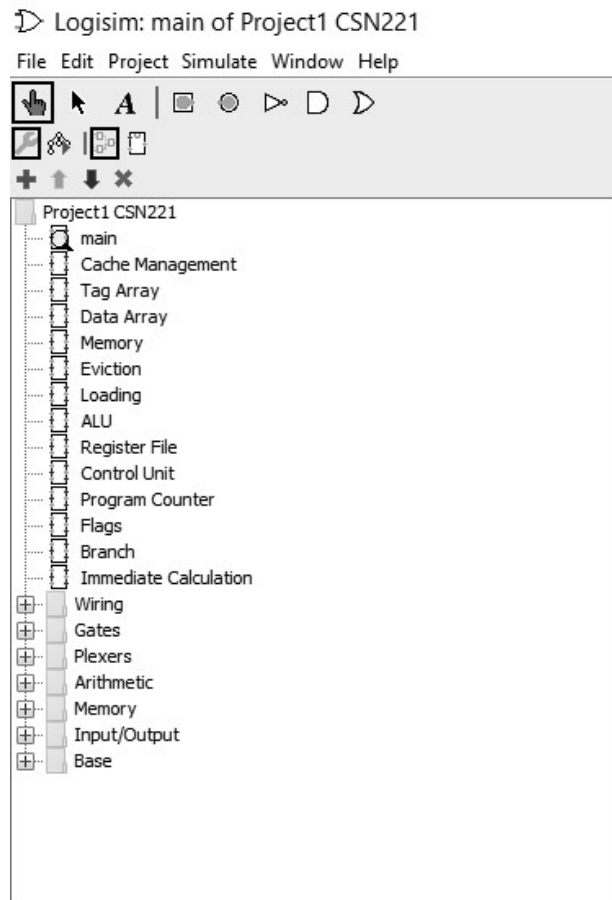 Logisim: main of Project1 CSN221
File Edit Project Simulate Window Help
A
Project1 CSN221
main
Cache Management
Tag Array
Data Array
Memory
Eviction
Loading
ALU
Register File
Control Unit
Program Counter
Flags
Branch
Immediate Calculation
Wiring
Gates
Plexers
Arithmetic
Memory
Input/Output
Base